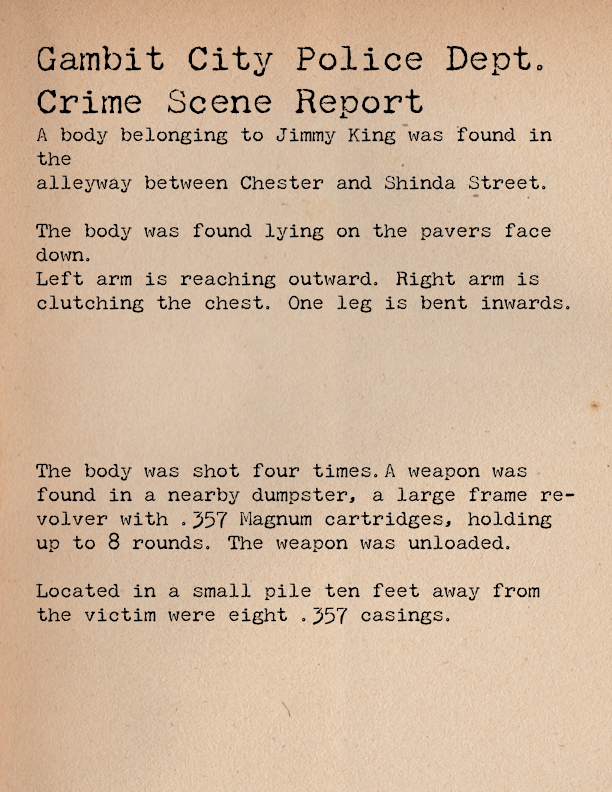 Gambit City Police Dept.
Crime Scene Report
A body belonging to Jimmy King was found in
the
alleyway between Chester and Shinda Street.
The body was found lying on the pavers face
down.
Left arm is reaching outward. Right arm is
clutching the chest. One leg is bent inwards.
The body was shot four times. A weapon was
found in a nearby dumpster, a large frame re-
volver with .357 Magnum cartridges, holding
up to 8 rounds. The weapon was unloaded.
Located in a small pile ten feet away from
the victim were eight .357 casings.